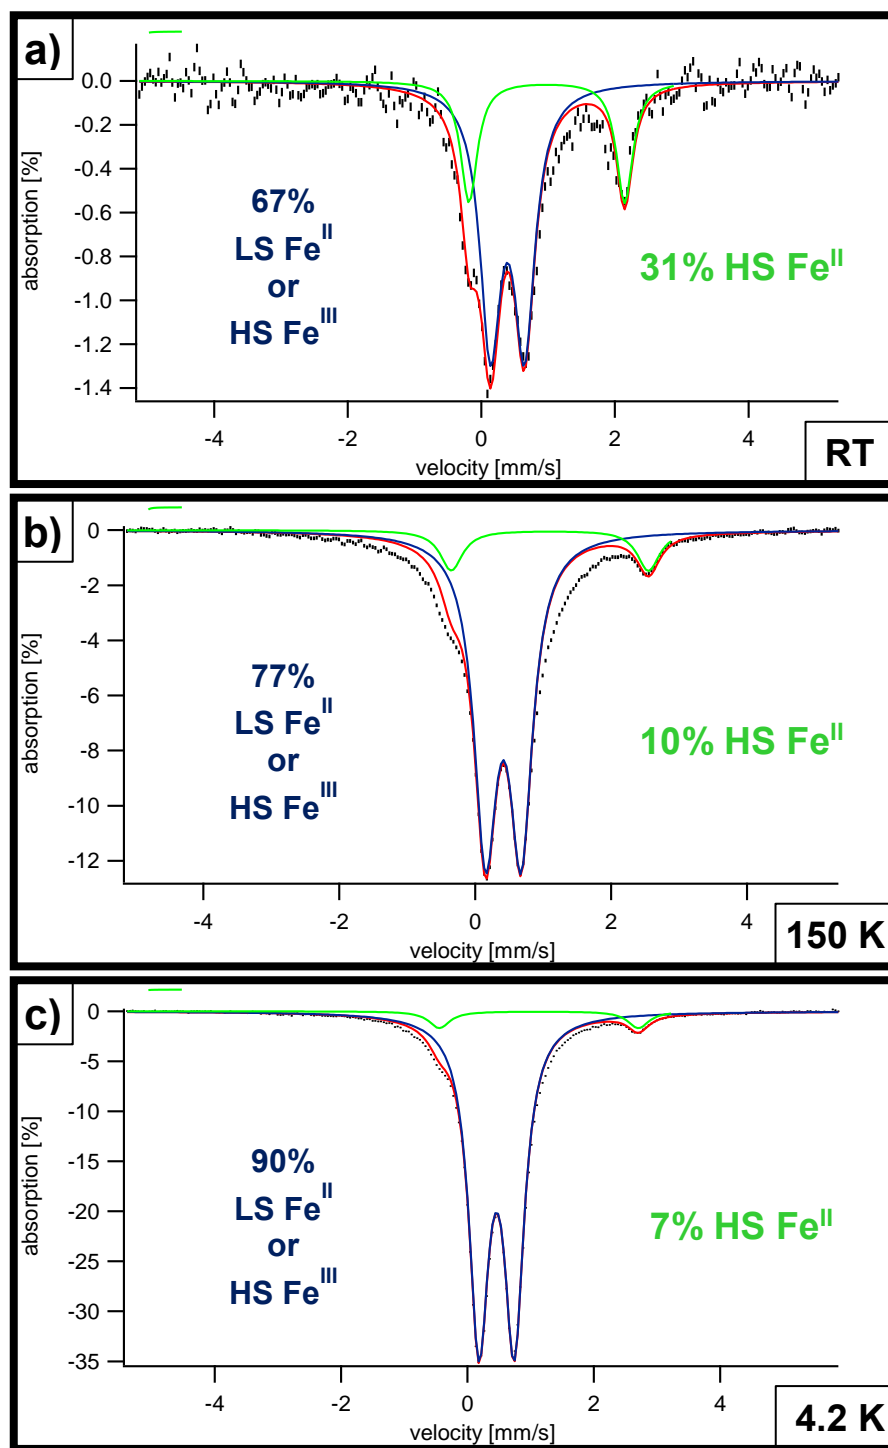 a)
0.0
-0.2
-0.4
-0.6
-0.8
-1.0
-1.2
-1.4
absorption [%]
67%
LS Fe^II
or
HS Fe^III
31% HS Fe^II
-4
-2
0
2
4
velocity [mm/s]
RT
b)
0
-2
-4
-6
-8
-10
-12
absorption [%]
77%
LS Fe^II
or
HS Fe^III
10% HS Fe^II
-4
-2
0
2
4
velocity [mm/s]
150 K
c)
0
-5
-10
-15
-20
-25
-30
-35
absorption [%]
90%
LS Fe^II
or
HS Fe^III
7% HS Fe^II
-4
-2
0
2
4
velocity [mm/s]
4.2 K